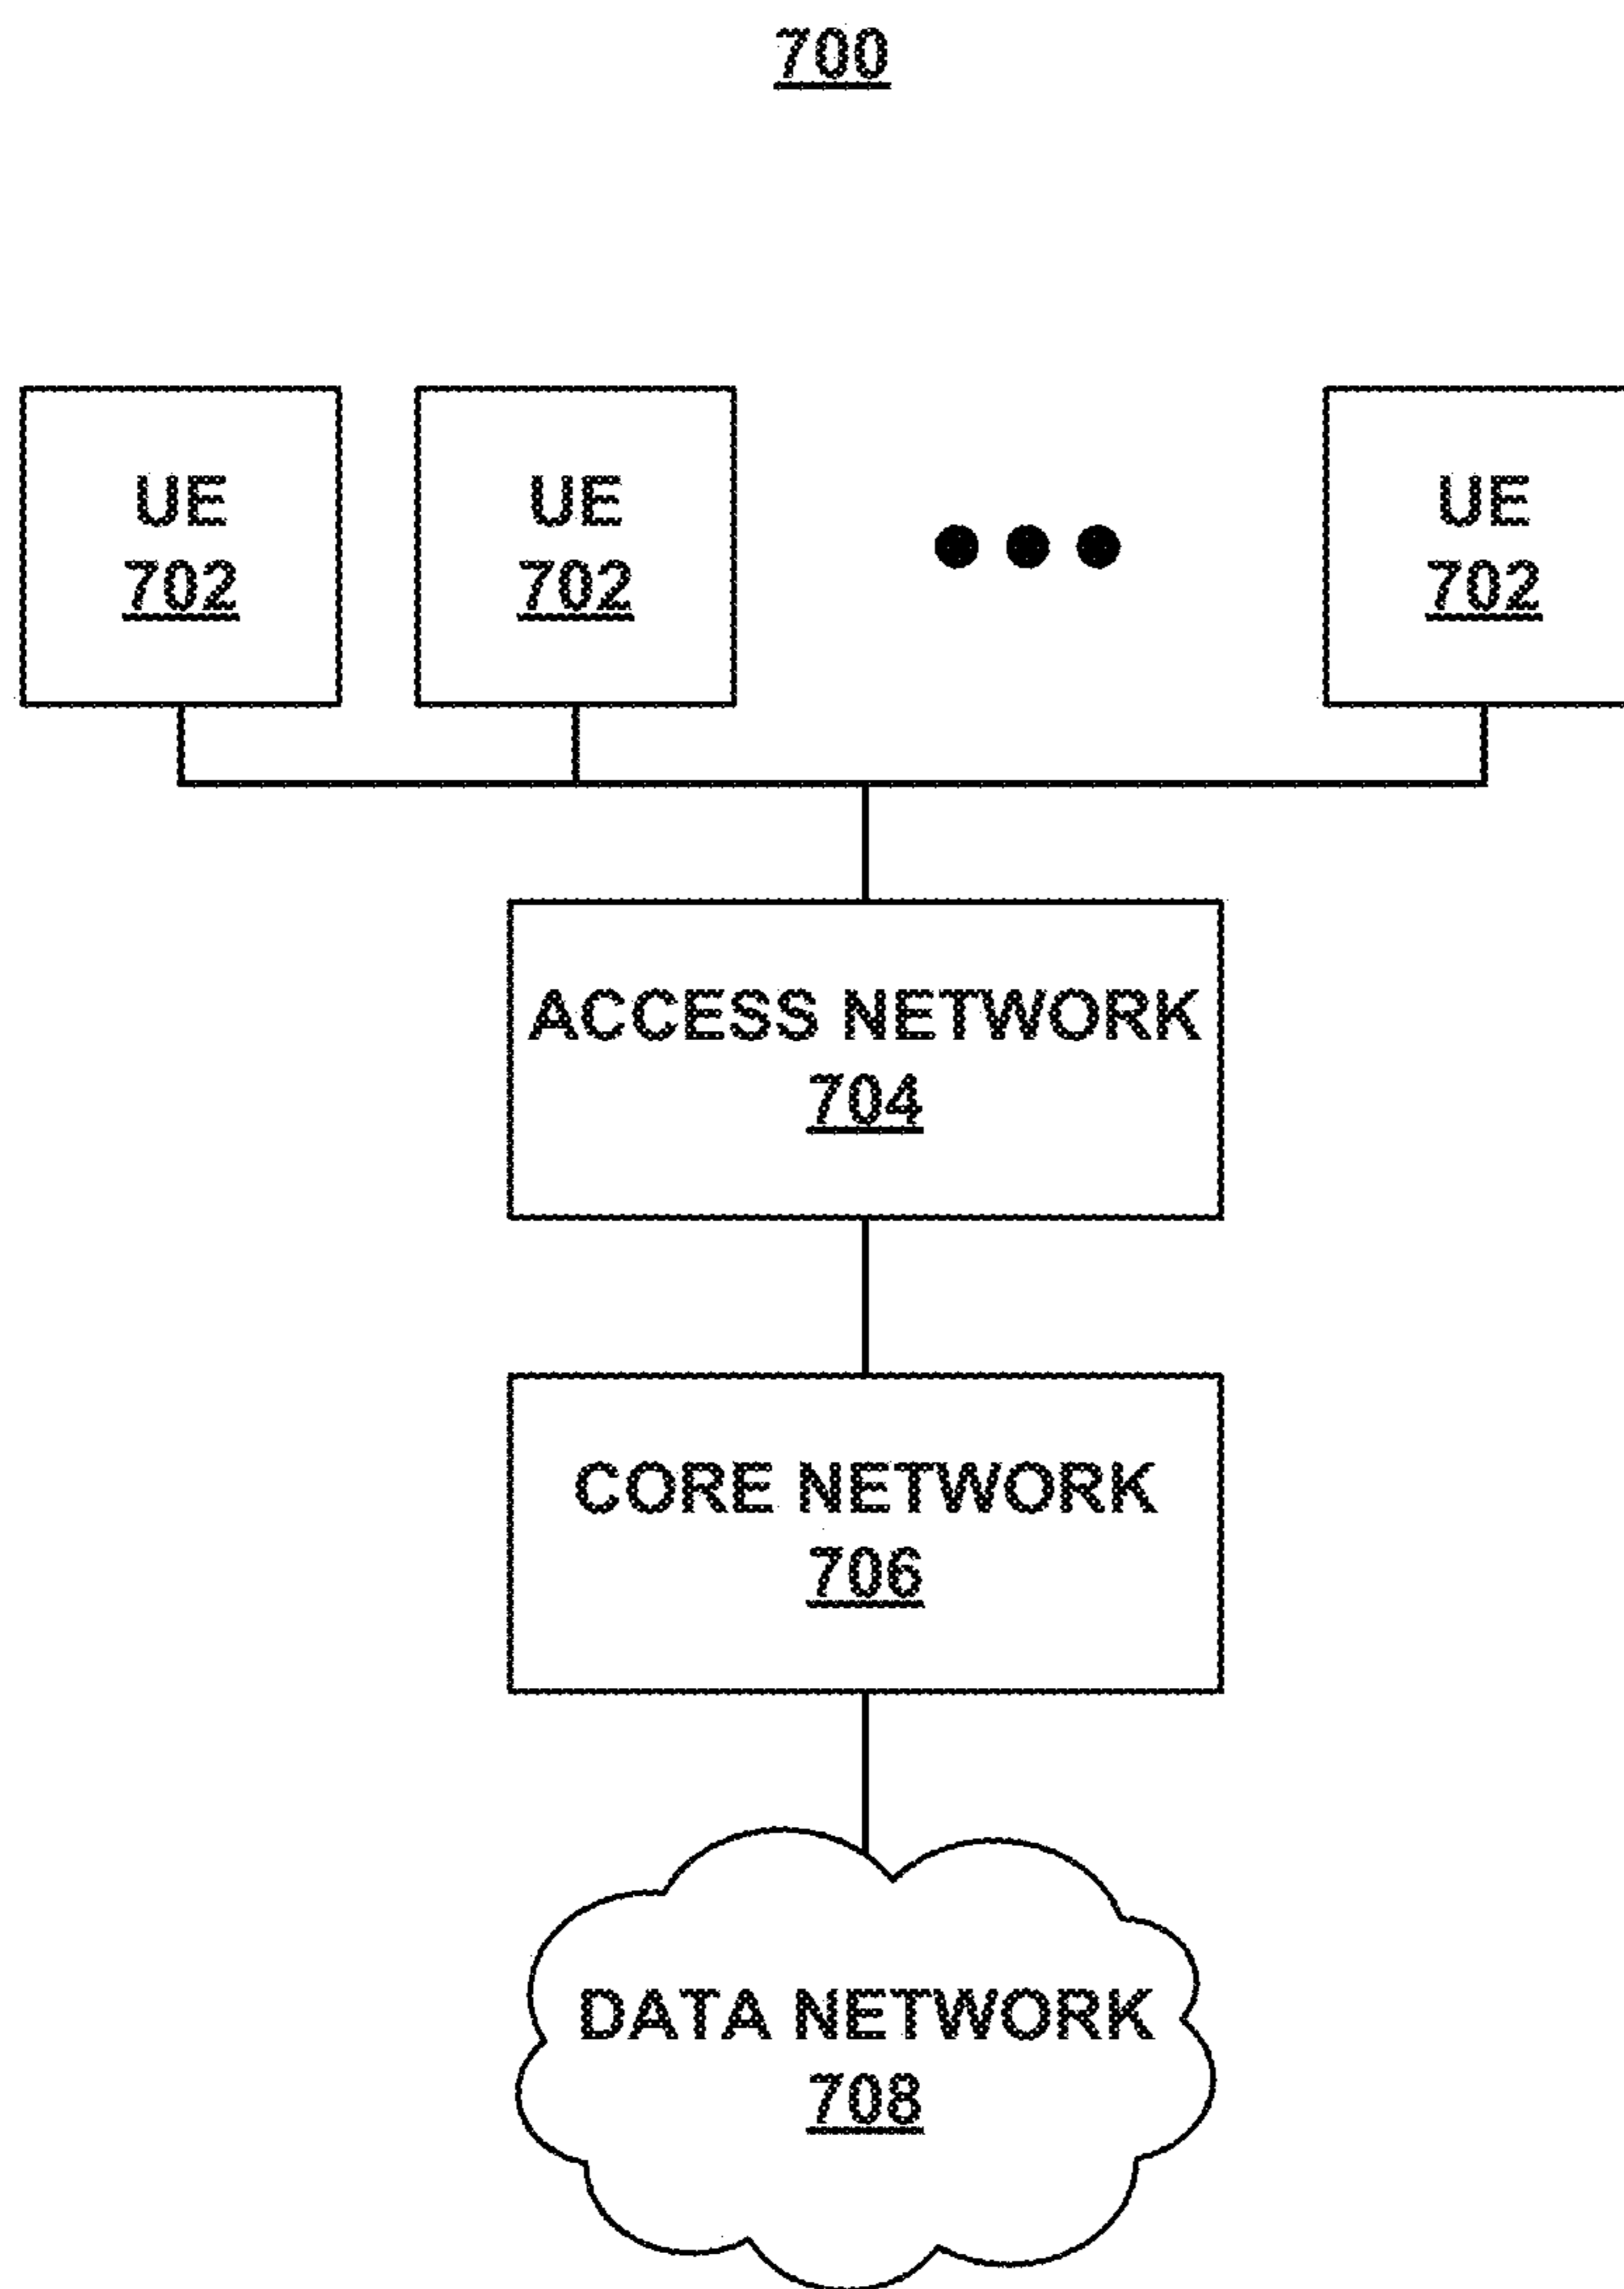 700
UE UE UE
702 702 702
ACCESS NETWORK
704
CORE NETWORK
706
DATA NETWORK
708